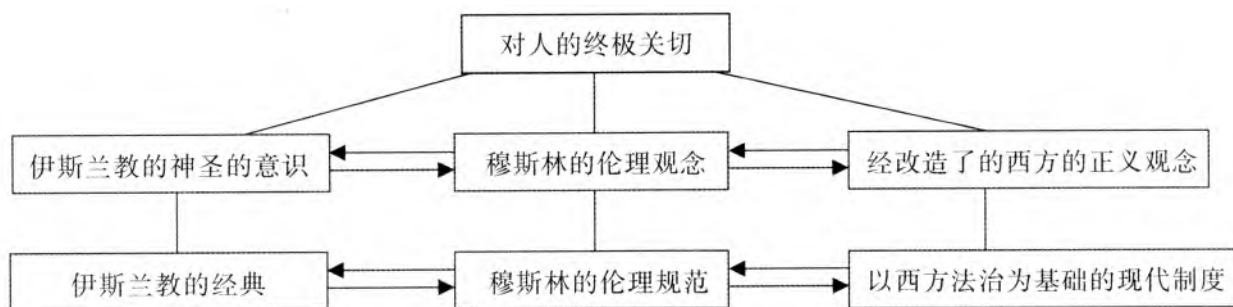 对人的终极关切
伊斯兰教的神圣的意识
穆斯林的伦理观念
经改造了的西方的正义观念
伊斯兰教的经典
穆斯林的伦理规范
以西方法治为基础的现代制度